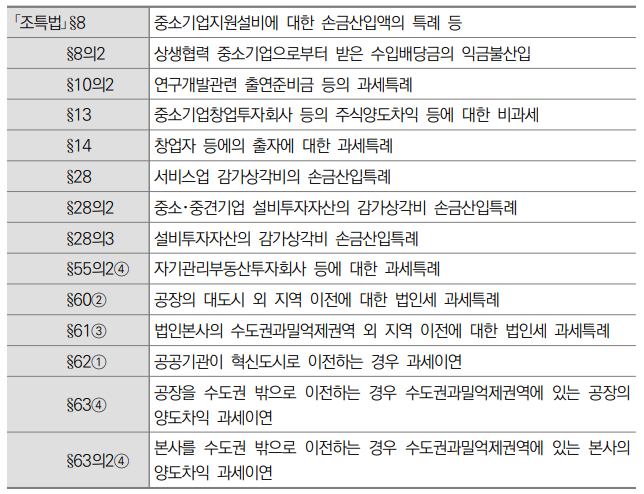 「조특법」§8 중소기업지원설비에 대한 손금산입액의 특례 등
§8의2 상생협력 중소기업으로부터 받은 수입배당금의 익금불산입
§10의2 연구개발관련 출연준비금 등의 과세특례
§13 중소기업창업투자회사 등의 주식양도차익 등에 대한 비과세
§14 창업자 등에의 출자에 대한 과세특례
§28 서비스업 감가상각비의 손금산입특례
§28의2 중소･중견기업 설비투자자산의 감가상각비 손금산입특례
§28의3 설비투자자산의 감가상각비 손금산입특례
§55의2④ 자기관리부동산투자회사 등에 대한 과세특례
§60② 공장의 대도시 외 지역 이전에 대한 법인세 과세특례
§61③ 법인본사의 수도권과밀억제권역 외 지역 이전에 대한 법인세 과세특례
§62① 공공기관이 혁신도시로 이전하는 경우 과세이연
§63④ 공장을 수도권 밖으로 이전하는 경우 수도권과밀억제권역에 있는 공장의
양도차익 과세이연
§63의2④ 본사를 수도권 밖으로 이전하는 경우 수도권과밀억제권역에 있는 본사의
양도차익 과세이연